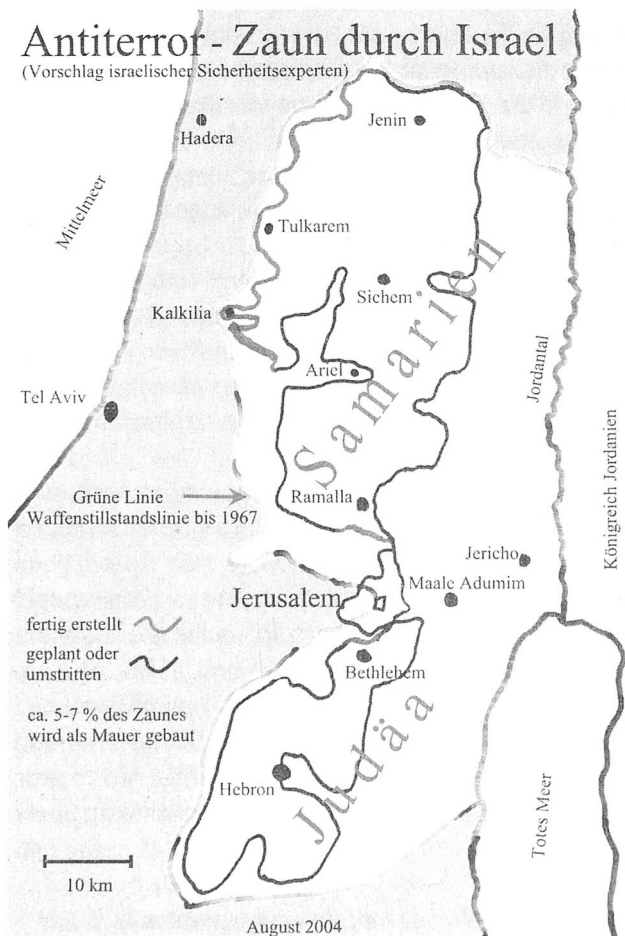 Antiterror - Zaun durch Israel
(Vorschlag israelischer Sicherheitsexperten)
Hadera
Jenin
Mittelmeer
Tulkarem
Sichem
Kalkilia
Samarien
Jordantal
Ariel
Tel Aviv
Königreich Jordanien
Grüne Linie
Waffenstillstandslinie bis 1967
Ramalla
Jericho
Maale Adumim
Jerusalem
fertig erstellt
geplant oder
umstritten
Bethlehem
ca. 5-7 % des Zaunes
wird als Mauer gebaut
Judäa
Hebron
Totes Meer
10 km
August 2004